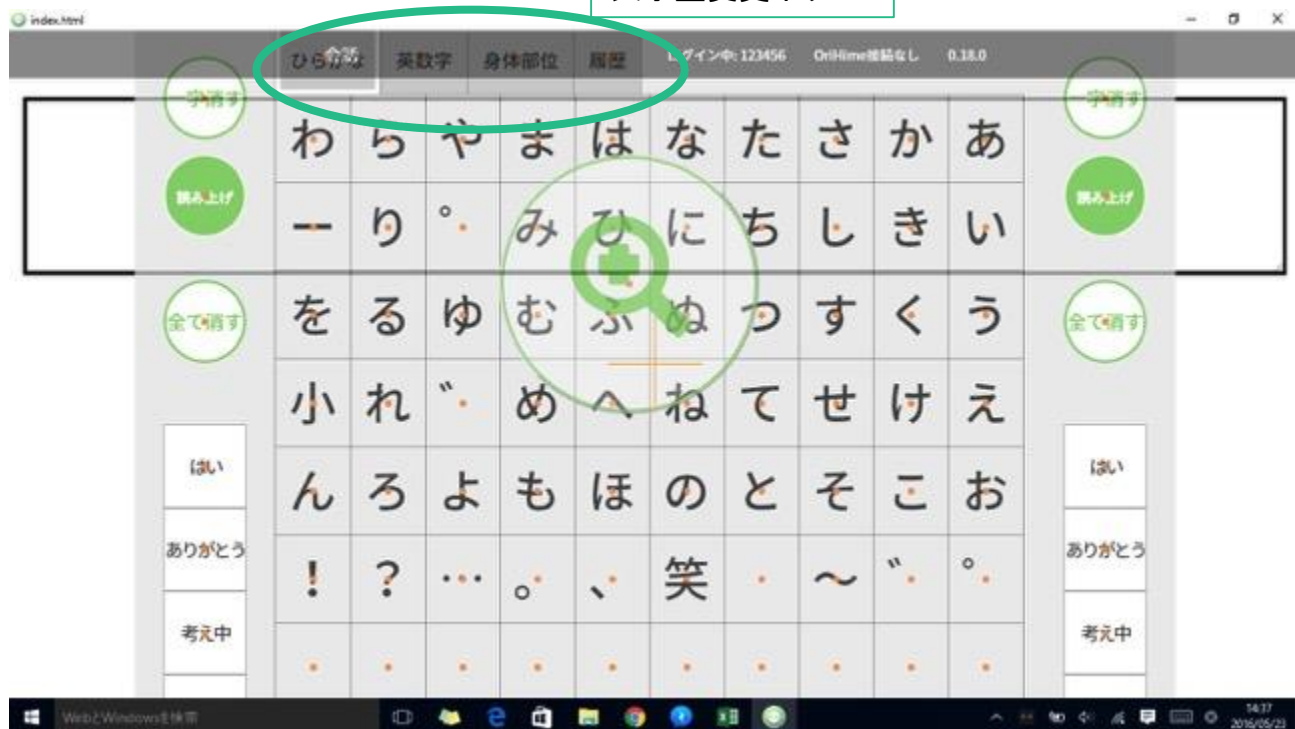 index.html
ひらがな 会話 英数字 身体部位 履歴 ログイン中: 123456 OriHime接続なし 0.18.0
一字消す 一字消す
わ ら や ま は な た さ か あ
読み上げ 読み上げ
ー り ゜ み ひ に ち し き い
全て消す を る ゆ む ふ ぬ つ す く う 全て消す
小 れ ゛ め へ ね て せ け え
はい ん ろ よ も ほ の と そ こ お はい
ありがとう ! ? … 。 、 笑 ～ ゛ ゜ ありがとう
考え中 考え中
WebとWindowsを検索
14:37
2016/05/23